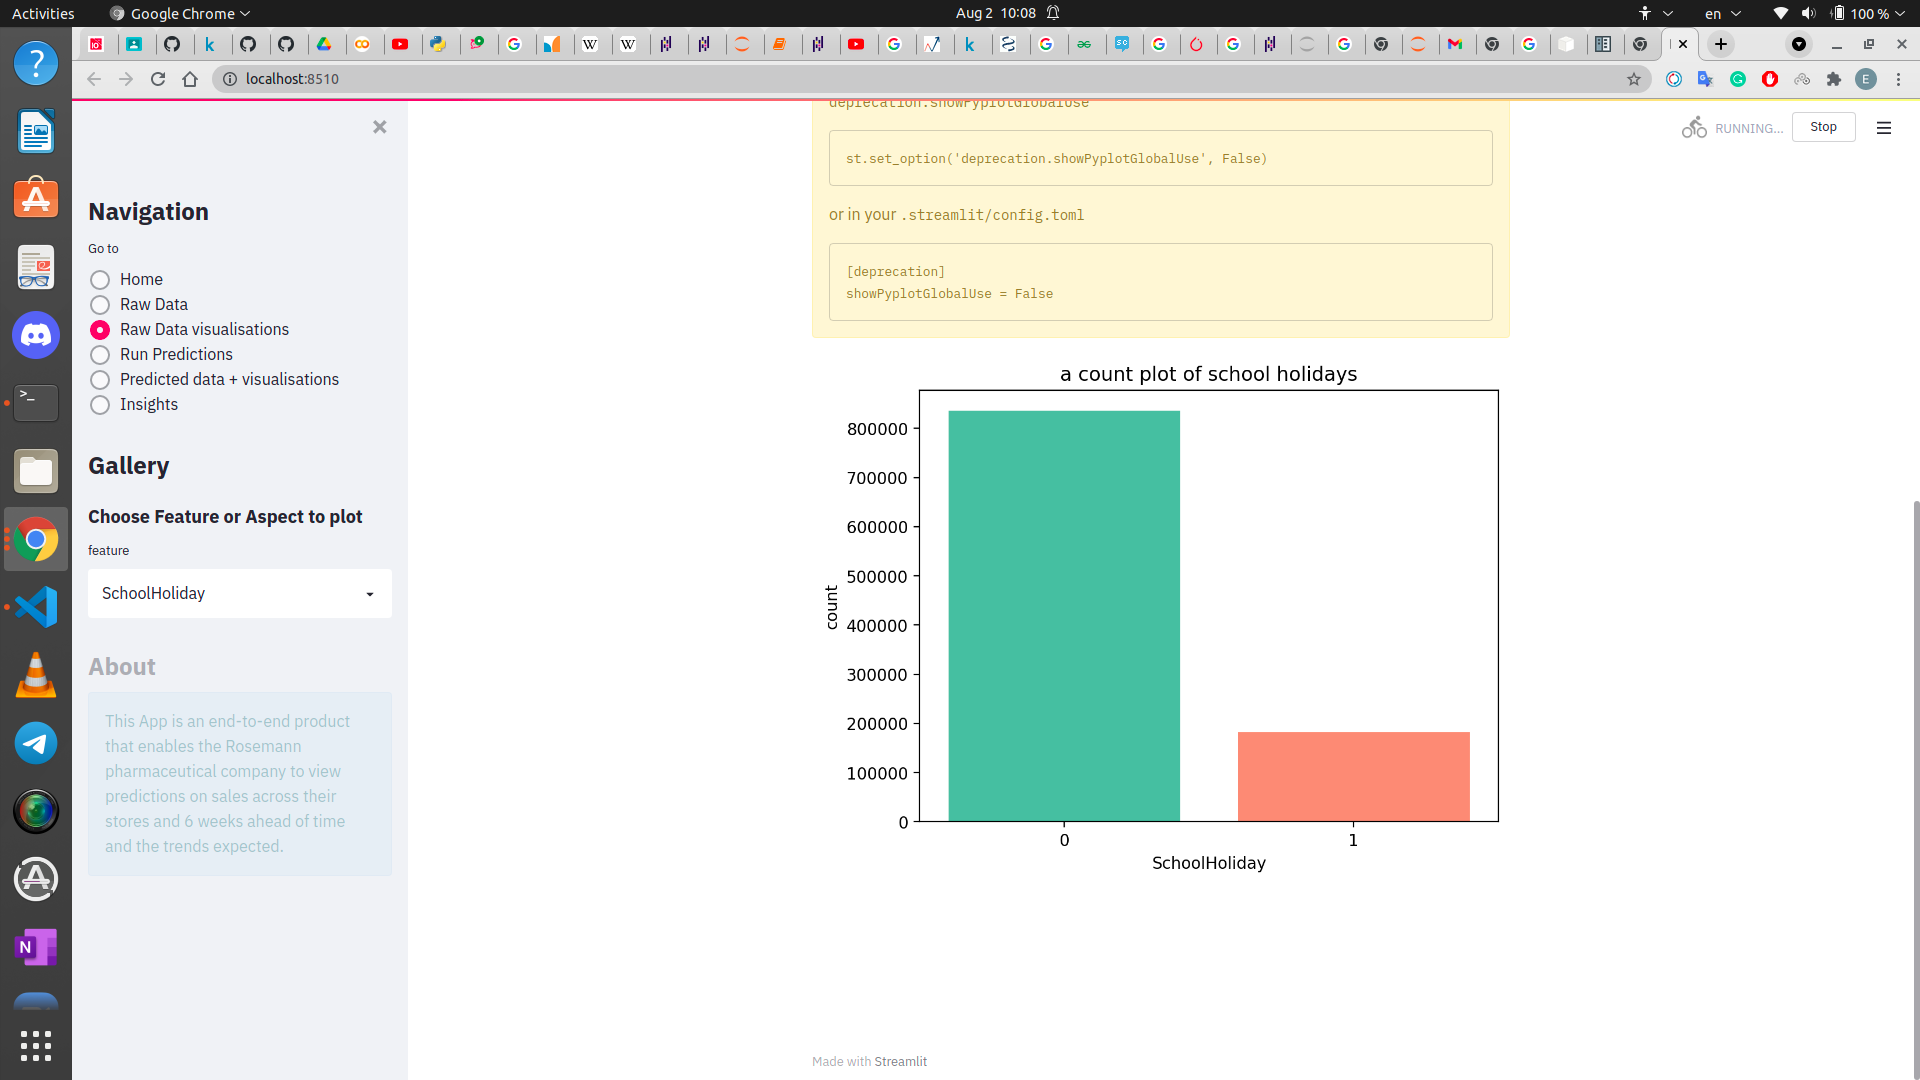 Activities
Google Chrome
Aug 2 10:08
en
100 %
localhost:8510
E
deprecation.showPyplotGlobalUse
RUNNING...
Stop
st.set_option('deprecation.showPyplotGlobalUse', False)
or in your .streamlit/config.toml
[deprecation]
showPyplotGlobalUse = False
Navigation
Go to
Home
Raw Data
Raw Data visualisations
Run Predictions
Predicted data + visualisations
Insights
Gallery
Choose Feature or Aspect to plot
feature
SchoolHoliday
About
This App is an end-to-end product
that enables the Rosemann
pharmaceutical company to view
predictions on sales across their
stores and 6 weeks ahead of time
and the trends expected.
a count plot of school holidays
800000
700000
600000
500000
400000
300000
200000
100000
0
count
0
1
SchoolHoliday
Made with Streamlit